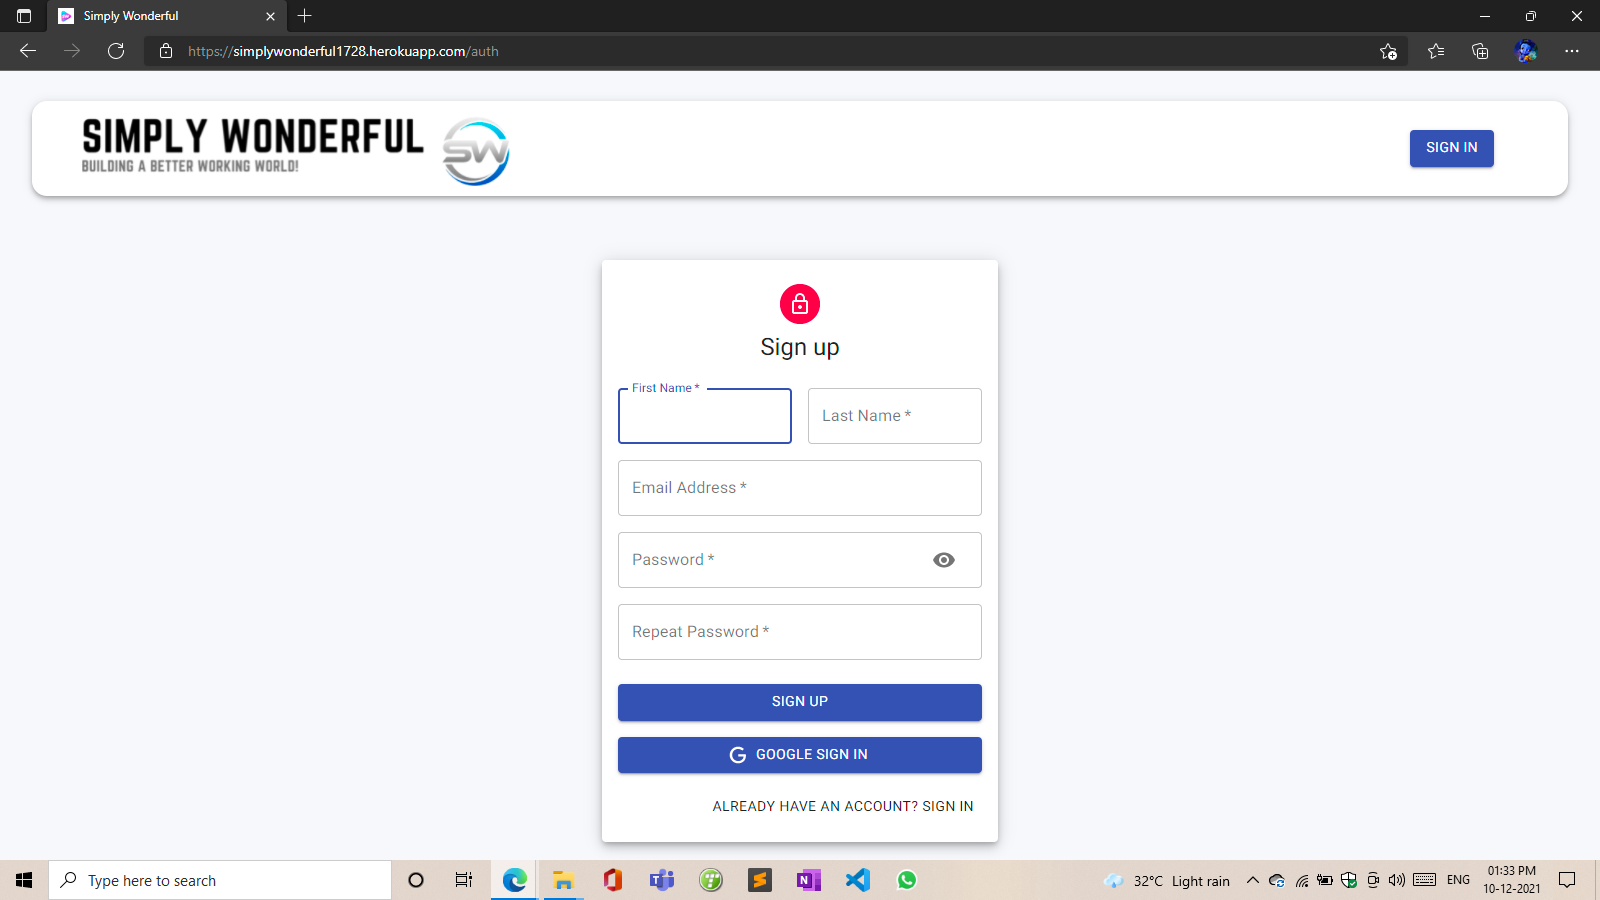 Simply Wonderful
https://simplywonderful1728.herokuapp.com/auth
SIMPLY WONDERFUL
BUILDING A BETTER WORKING WORLD!
SW
SIGN IN
Sign up
First Name *
Last Name *
Email Address *
Password *
Repeat Password *
SIGN UP
G GOOGLE SIGN IN
ALREADY HAVE AN ACCOUNT? SIGN IN
Type here to search
32°C Light rain
ENG
01:33 PM
10-12-2021